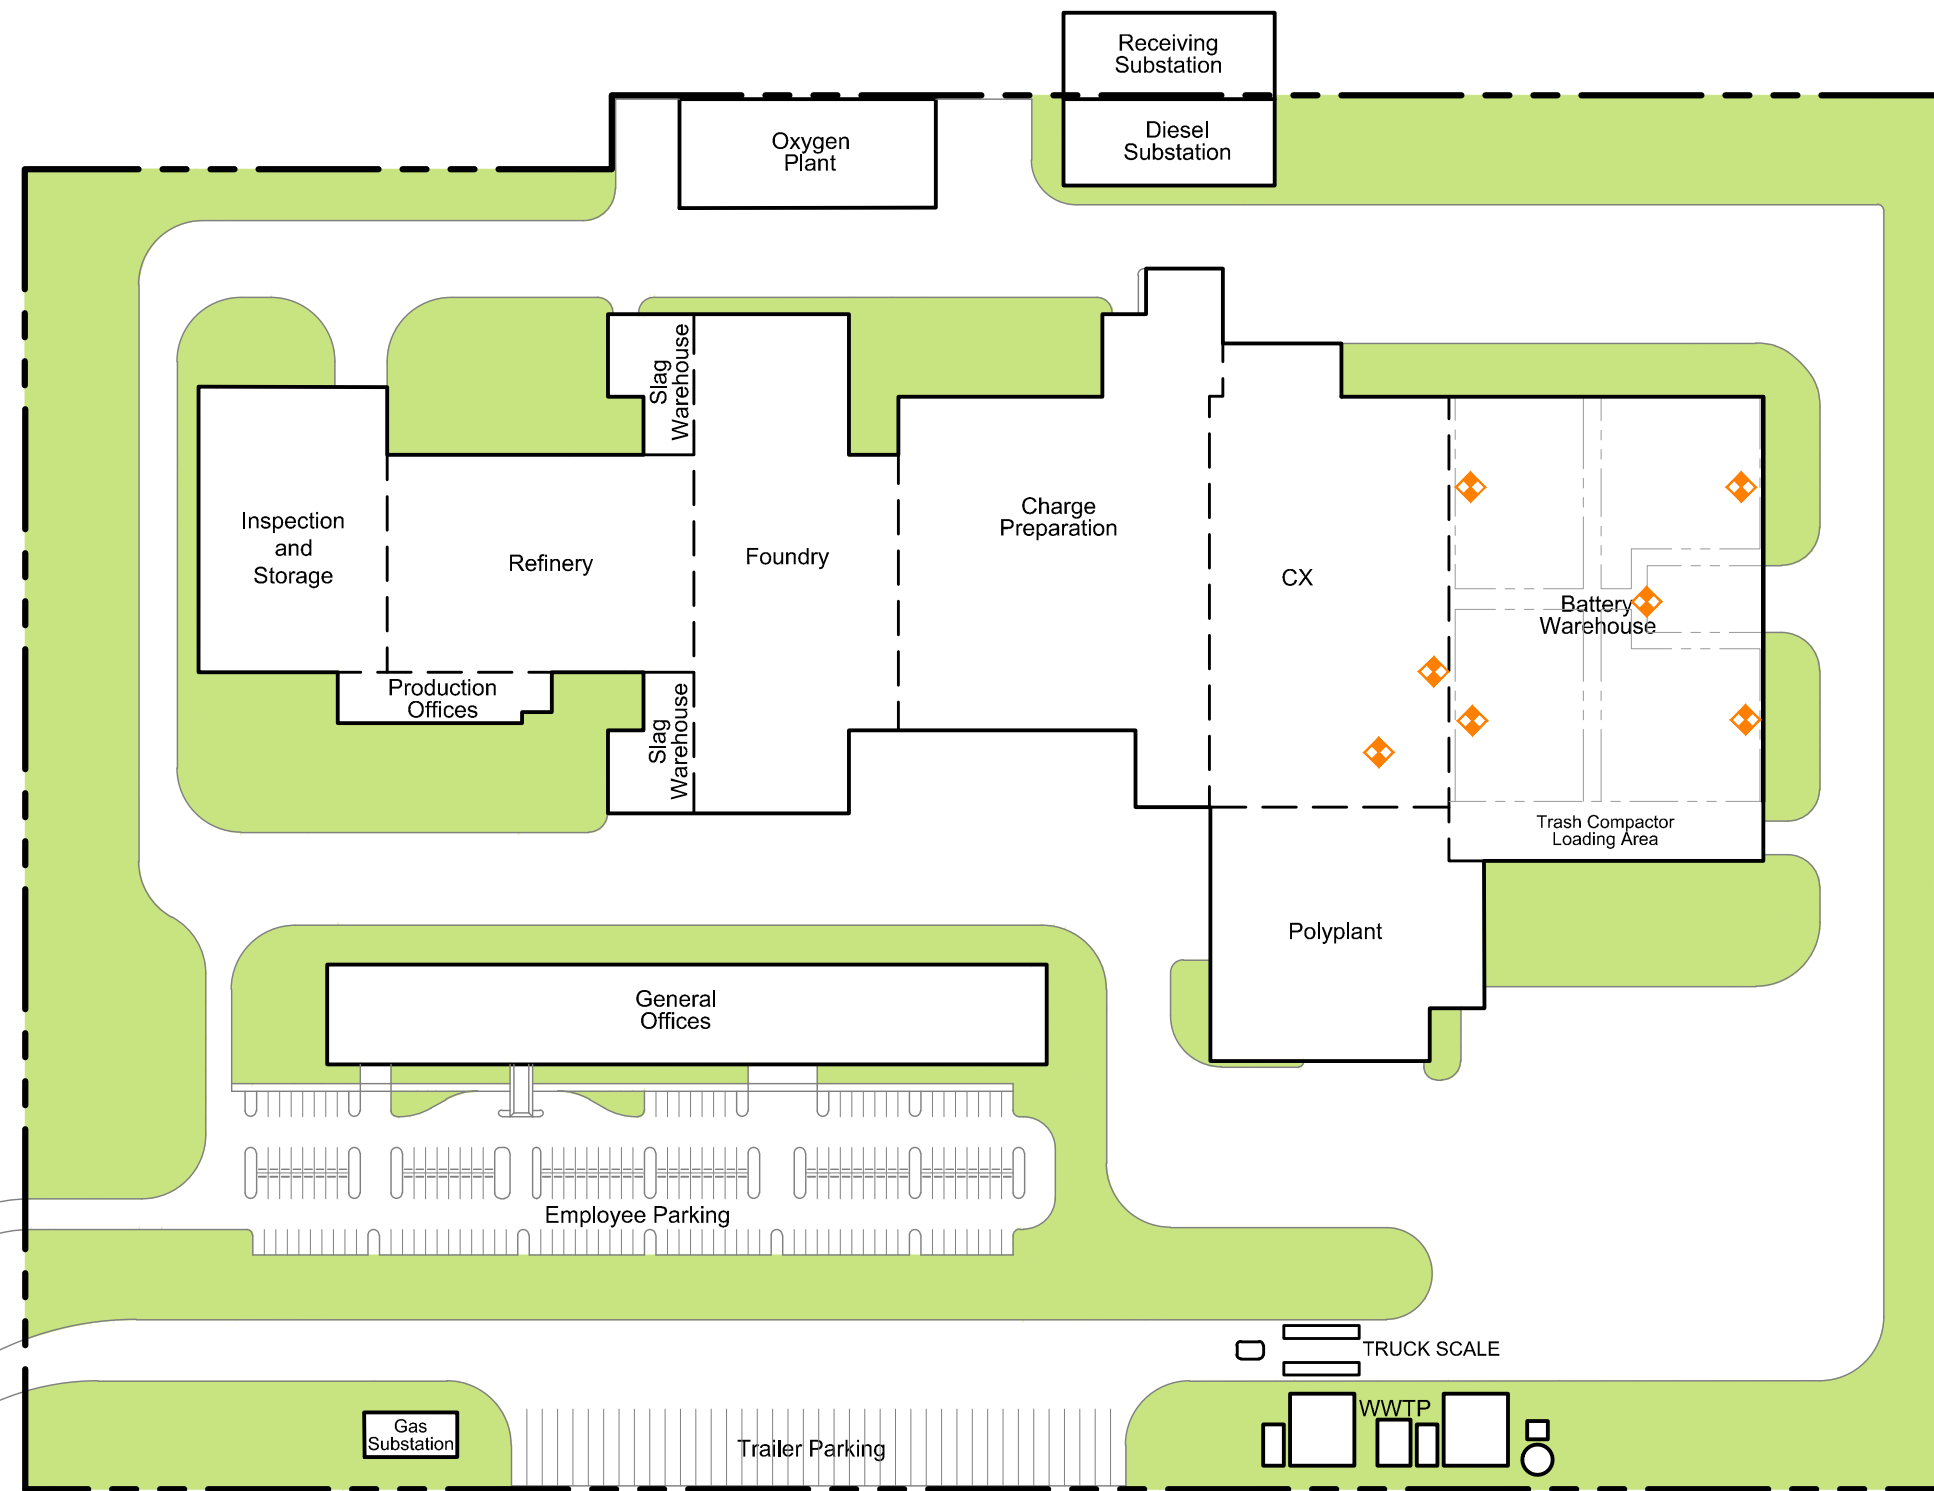 Receiving
Substation
Oxygen
Plant
Diesel
Substation
Slag
Warehouse
Inspection
and
Storage
Refinery
Foundry
Charge
Preparation
CX
Battery
Warehouse
Production
Offices
Slag
Warehouse
Trash Compactor
Loading Area
Polyplant
General
Offices
Employee Parking
TRUCK SCALE
WWTP
Gas
Substation
Trailer Parking